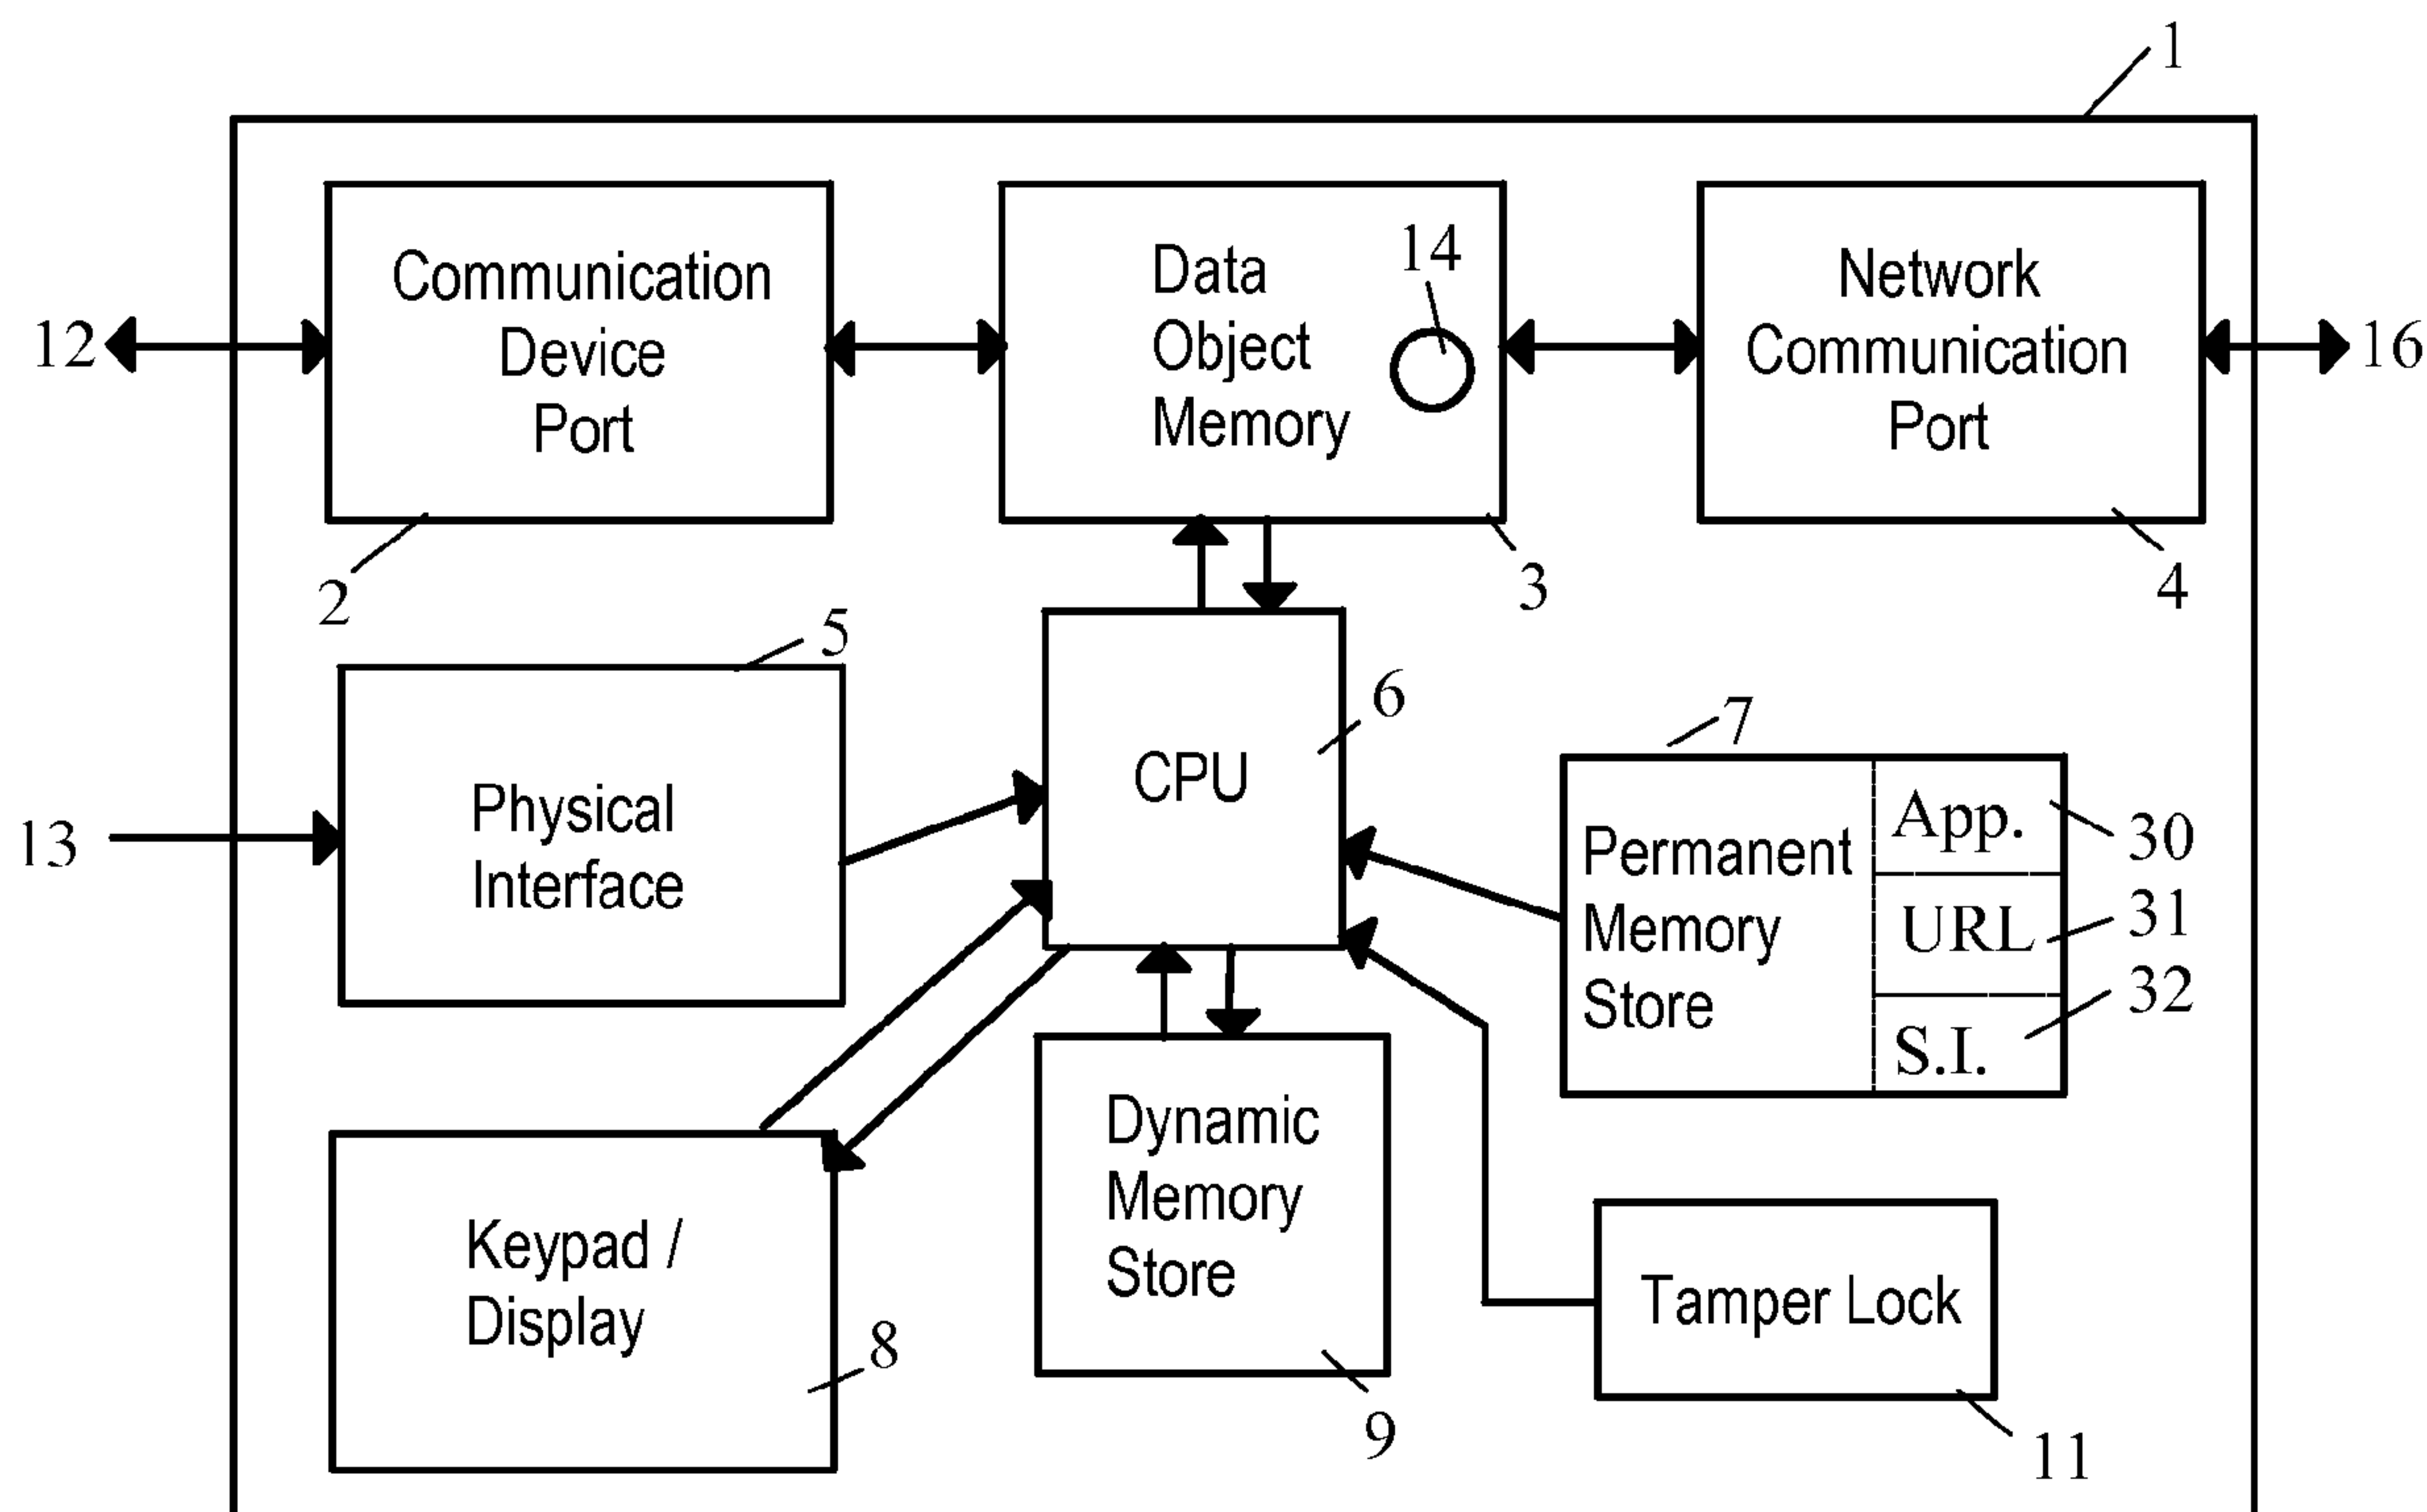 1
Communication
Device
Port
Data
Object
Memory
14
Network
Communication
Port
12
16
2
3
4
5
Physical
Interface
13
CPU
6
7
Permanent
Memory
Store
App.
URL
S.I.
30
31
32
Keypad /
Display
8
Dynamic
Memory
Store
9
Tamper Lock
11